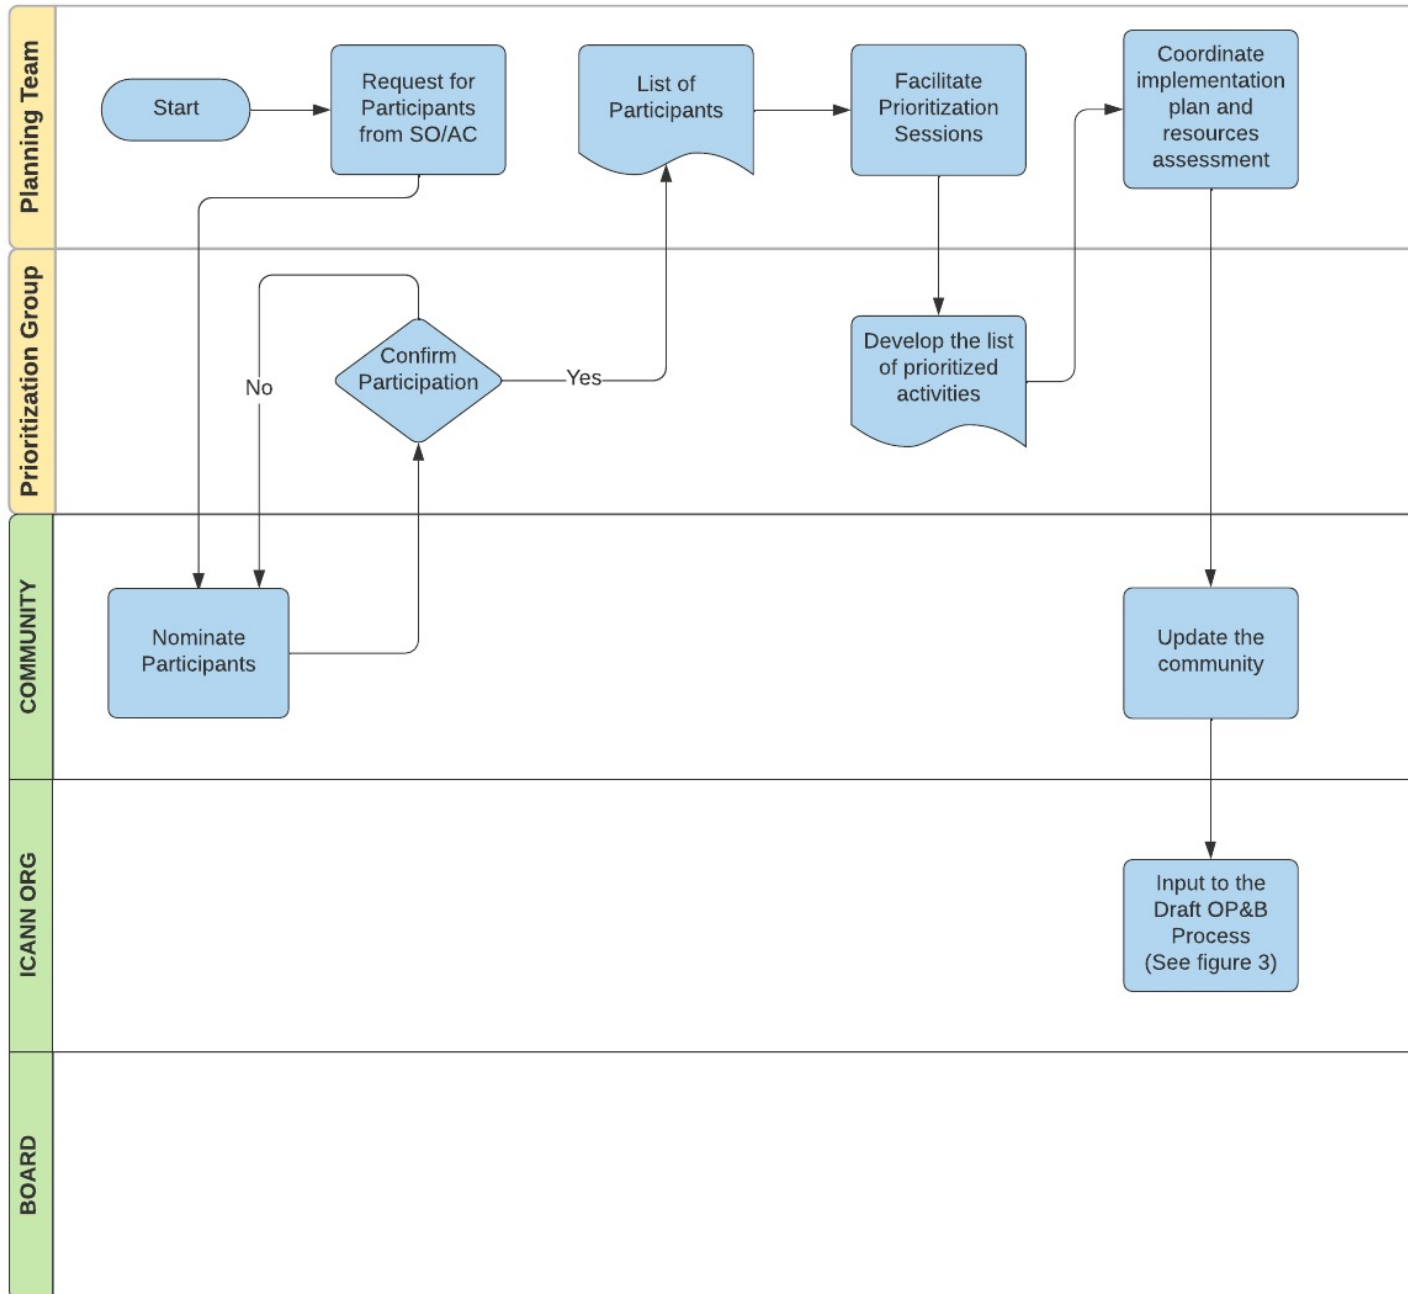 Planning Team
Start
Request for
Participants
from SO/AC
List of
Participants
Facilitate
Prioritization
Sessions
Coordinate
implementation
plan and
resources
assessment
Prioritization Group
No
Confirm
Participation
Yes
Develop the list
of prioritized
activities
COMMUNITY
Nominate
Participants
Update the
community
ICANN ORG
Input to the
Draft OP&B
Process
(See figure 3)
BOARD